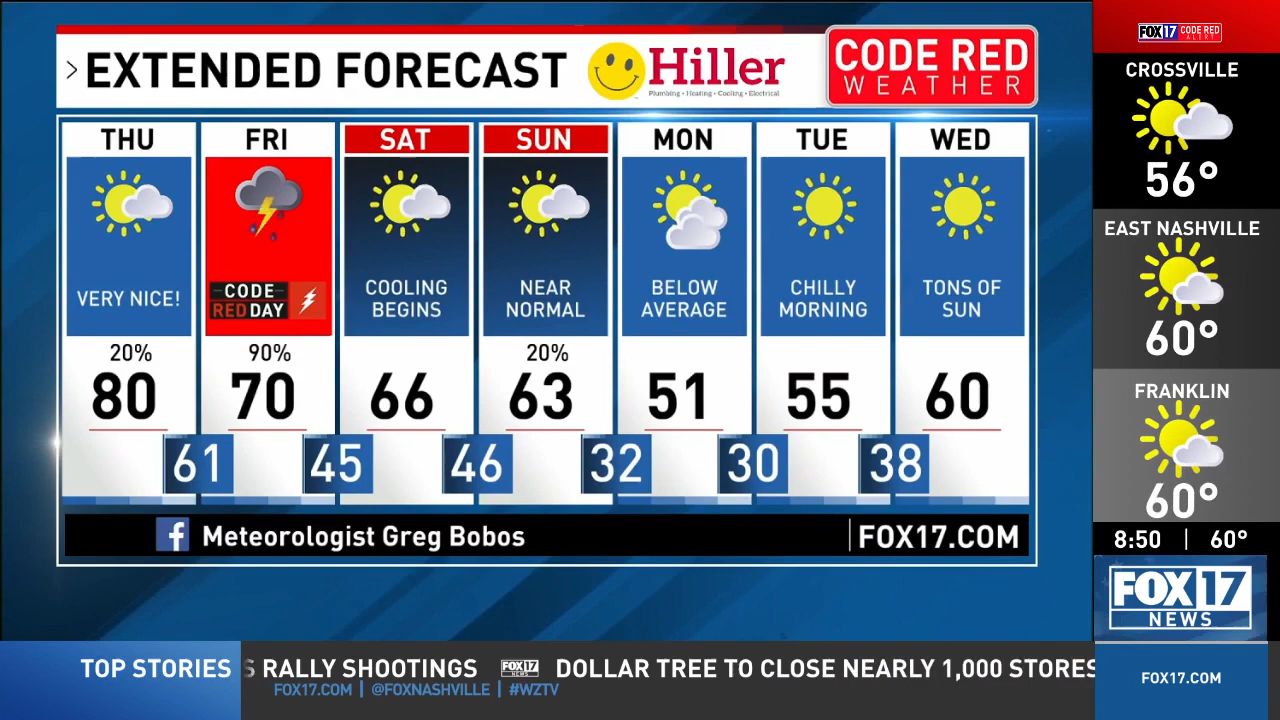 > EXTENDED FORECAST
Hiller
Plumbing • Heating • Cooling • Electrical
CODE RED
WEATHER
THU FRI SAT SUN MON TUE WED
VERY NICE!
CODE
RED DAY
COOLING
BEGINS
NEAR
NORMAL
BELOW
AVERAGE
CHILLY
MORNING
TONS OF
SUN
20% 90% 20%
80 70 66 63 51 55 60
61 45 46 32 30 38
f Meteorologist Greg Bobos
FOX17.COM
FOX17 CODE RED
ALERT
CROSSVILLE
56°
EAST NASHVILLE
60°
FRANKLIN
60°
8:50 | 60°
FOX 17
NEWS
FOX17.COM
TOP STORIES
S RALLY SHOOTINGS FOX17 NEWS DOLLAR TREE TO CLOSE NEARLY 1,000 STORES
FOX17.COM | @FOXNASHVILLE | #WZTV